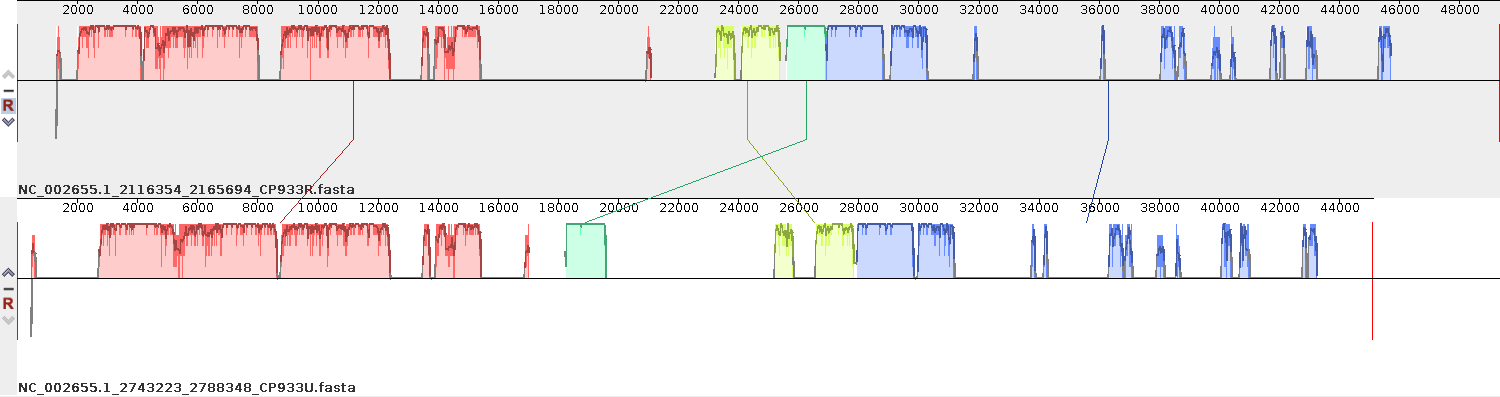 2000 4000 6000 8000 10000 12000 14000 16000 18000 20000 22000 24000 26000 28000 30000 32000 34000 36000 38000 40000 42000 44000 46000 48000
R
NC_002655.1_2116354_2165694_CP933R.fasta
2000 4000 6000 8000 10000 12000 14000 16000 18000 20000 22000 24000 26000 28000 30000 32000 34000 36000 38000 40000 42000 44000
R
NC_002655.1_2743223_2788348_CP933U.fasta